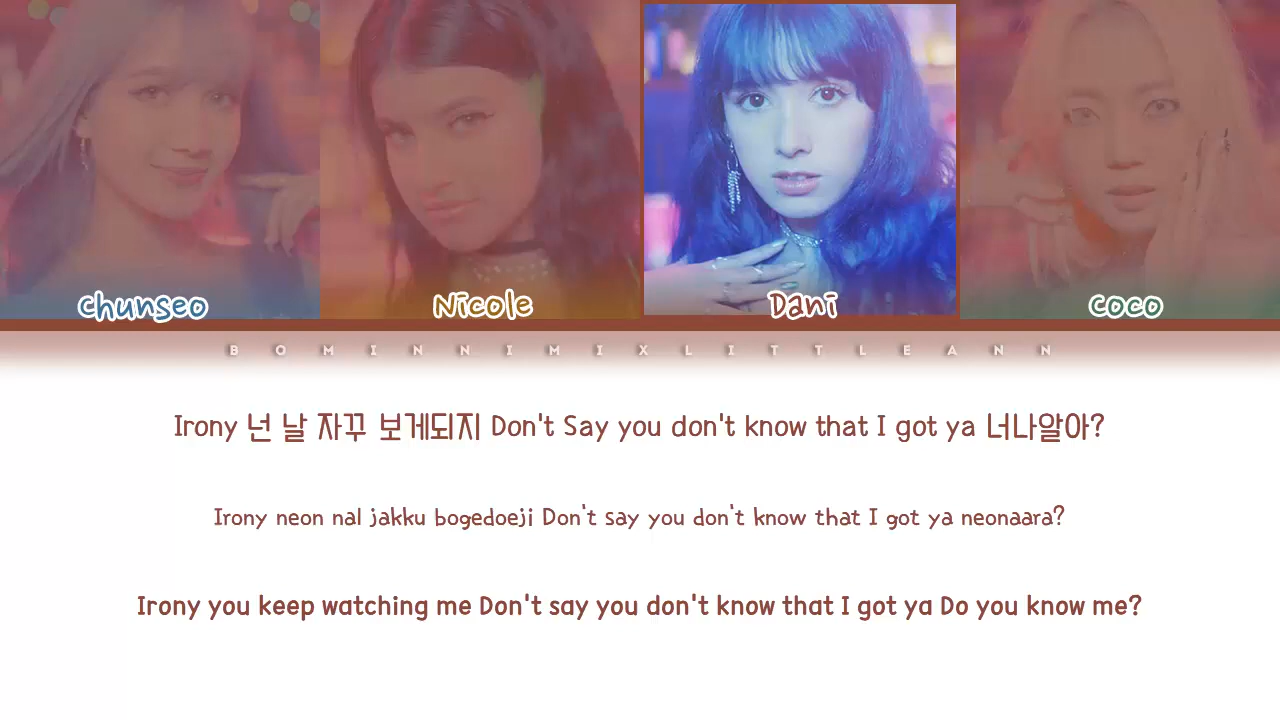 Chunseo
Nicole
Dani
Coco
BOMINNIMIXLITTLEANN
Irony 넌 날 자꾸 보게되지 Don't Say you don't know that I got ya 너나알아?
Irony neon nal jakku bogedoeji Don't say you don't know that I got ya neonaara?
Irony you keep watching me Don't say you don't know that I got ya Do you know me?